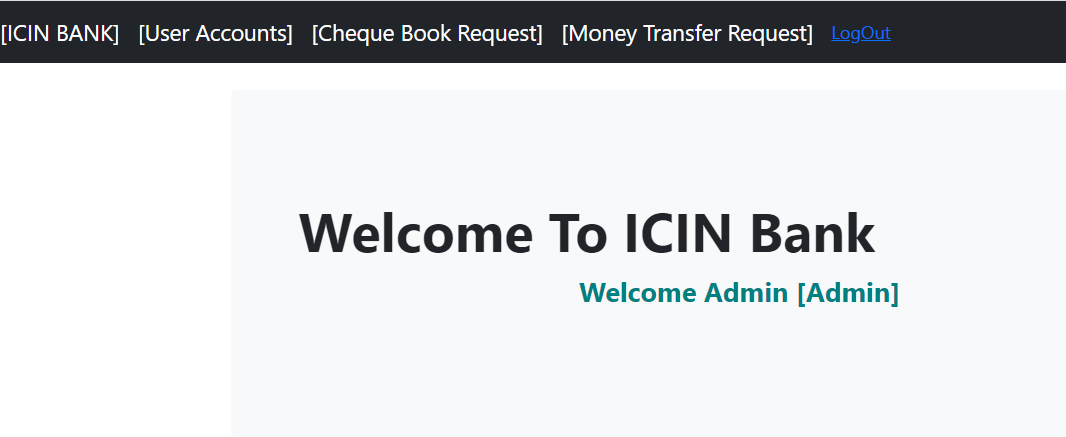 [ICIN BANK] [User Accounts] [Cheque Book Request] [Money Transfer Request] LogOut
Welcome To ICIN Bank
Welcome Admin [Admin]